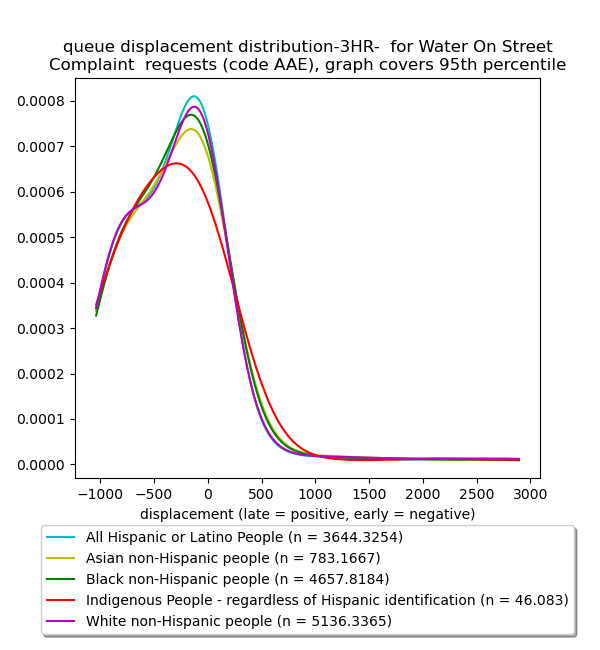 queue displacement distribution-3HR-  for Water On Street
Complaint  requests (code AAE), graph covers 95th percentile
0.0008
0.0007
0.0006
0.0005
0.0004
0.0003
0.0002
0.0001
0.0000
−1000 −500 0 500 1000 1500 2000 2500 3000
displacement (late = positive, early = negative)
All Hispanic or Latino People (n = 3644.3254)
Asian non-Hispanic people (n = 783.1667)
Black non-Hispanic people (n = 4657.8184)
Indigenous People - regardless of Hispanic identification (n = 46.083)
White non-Hispanic people (n = 5136.3365)